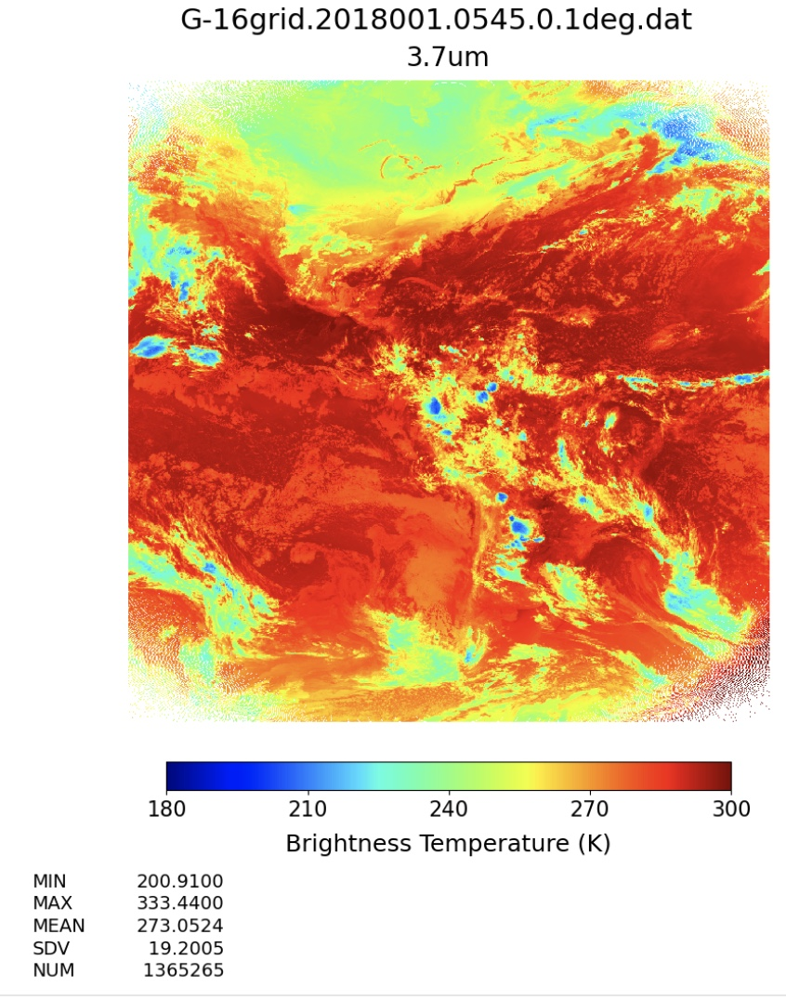 G-16grid.2018001.0545.0.1deg.dat
3.7um
180 210 240 270 300
Brightness Temperature (K)
MIN 200.9100
MAX 333.4400
MEAN 273.0524
SDV 19.2005
NUM 1365265